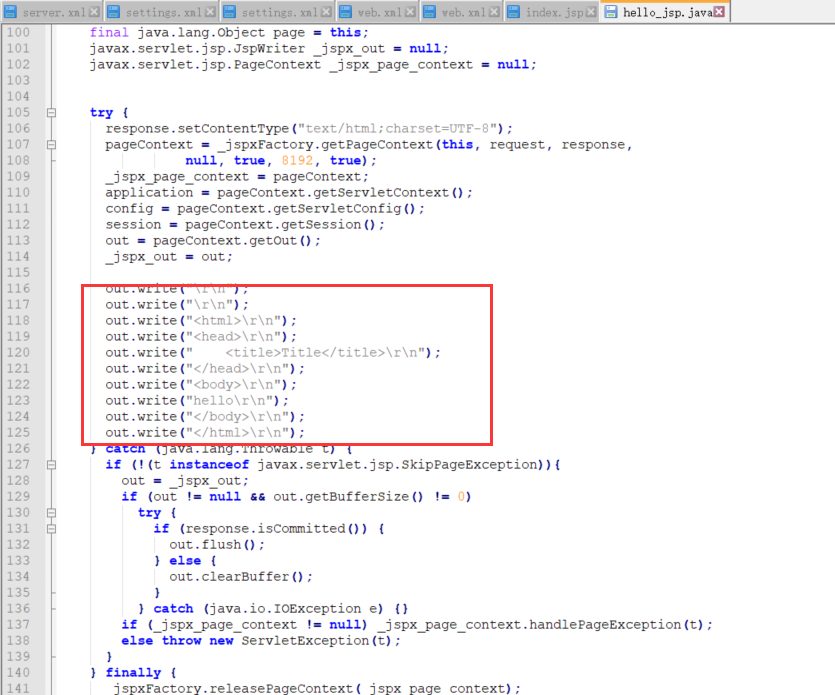 server.xml settings.xml settings.xml web.xml web.xml index.jsp hello_jsp.java
100 final java.lang.Object page = this;
101 javax.servlet.jsp.JspWriter _jspx_out = null;
102 javax.servlet.jsp.PageContext _jspx_page_context = null;
103
104
105 try {
106 response.setContentType("text/html;charset=UTF-8");
107 pageContext = _jspxFactory.getPageContext(this, request, response,
108 null, true, 8192, true);
109 _jspx_page_context = pageContext;
110 application = pageContext.getServletContext();
111 config = pageContext.getServletConfig();
112 session = pageContext.getSession();
113 out = pageContext.getOut();
114 _jspx_out = out;
115
116 out.write("\r\n");
117 out.write("\r\n");
118 out.write("<html>\r\n");
119 out.write("<head>\r\n");
120 out.write("    <title>Title</title>\r\n");
121 out.write("</head>\r\n");
122 out.write("<body>\r\n");
123 out.write("hello\r\n");
124 out.write("</body>\r\n");
125 out.write("</html>\r\n");
126 } catch (java.lang.Throwable t) {
127 if (!(t instanceof javax.servlet.jsp.SkipPageException)){
128 out = _jspx_out;
129 if (out != null && out.getBufferSize() != 0)
130 try {
131 if (response.isCommitted()) {
132 out.flush();
133 } else {
134 out.clearBuffer();
135 }
136 } catch (java.io.IOException e) {}
137 if (_jspx_page_context != null) _jspx_page_context.handlePageException(t);
138 else throw new ServletException(t);
139 }
140 } finally {
141 _jspxFactory.releasePageContext(_jspx_page_context);